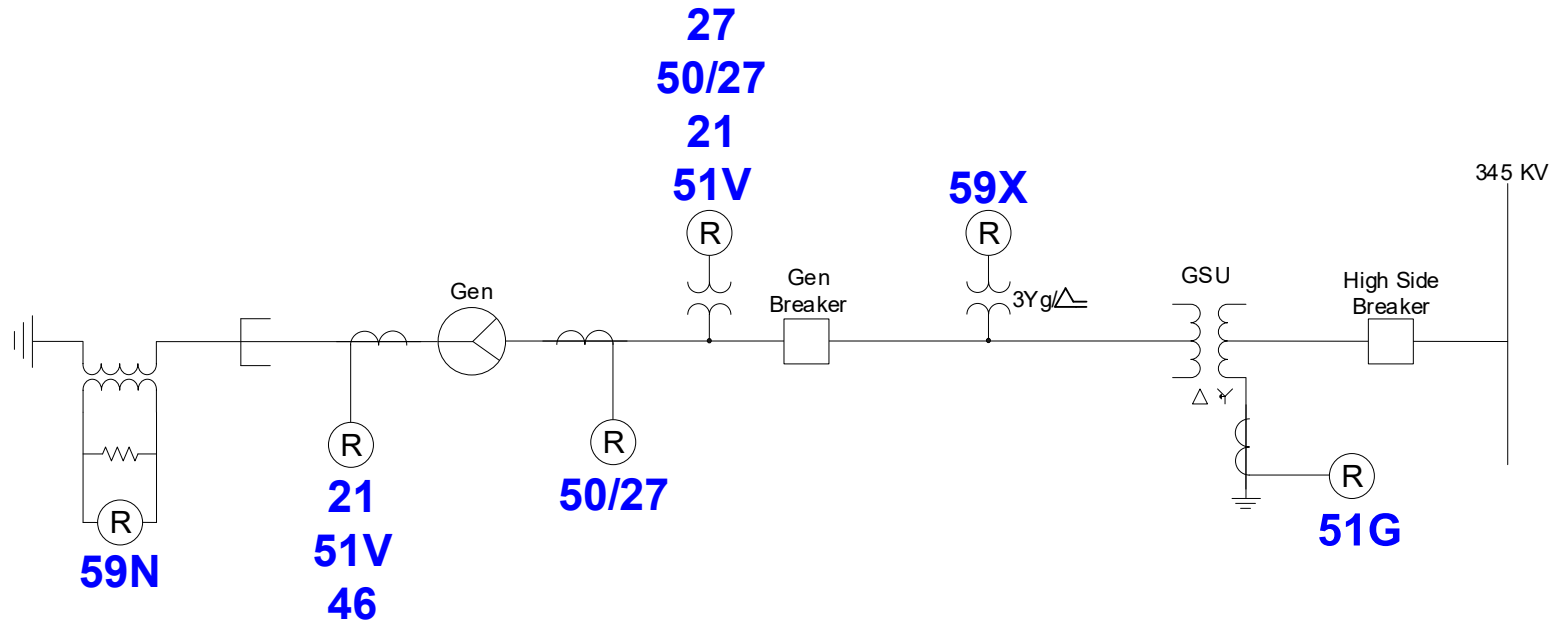 27
50/27
21
51V
R
59X
R
3Yg/
Gen
Gen
Breaker
GSU
High Side
Breaker
345 KV
R
59N
R
21
51V
46
R
50/27
R
51G